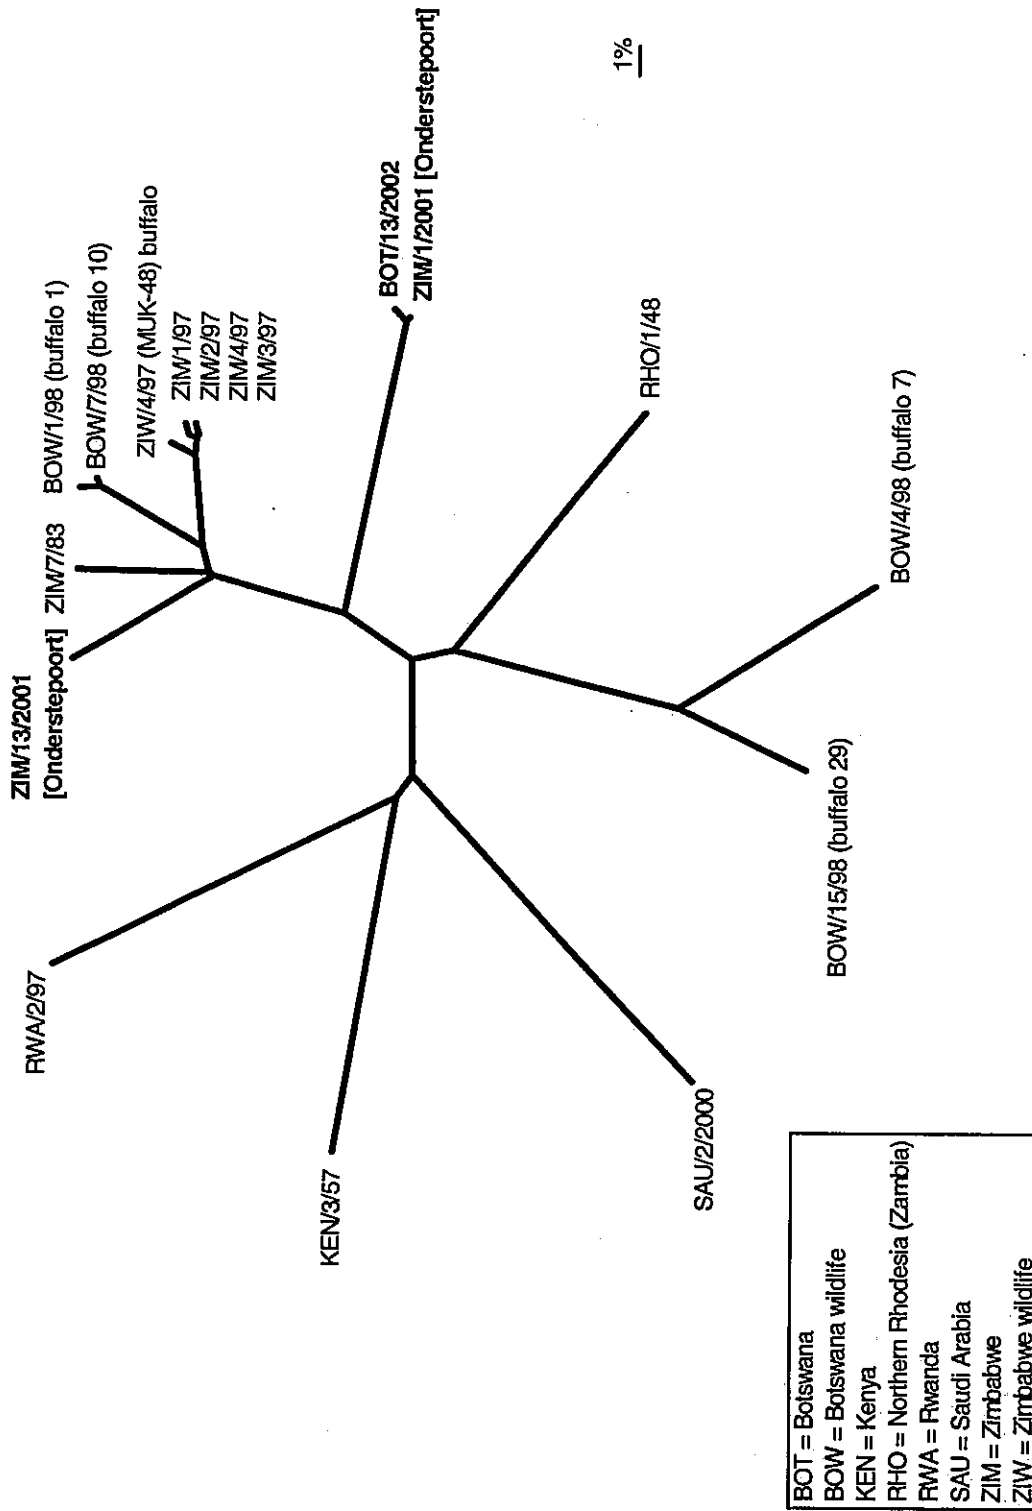 ZIM/13/2001
[Onderstepoort]
ZIM/7/83
BOW/1/98 (buffalo 1)
BOW/7/98 (buffalo 10)
ZIW/4/97 (MUK-48) buffalo
ZIM/1/97
ZIM/2/97
ZIM/4/97
ZIM/3/97
BOT/13/2002
ZIM/1/2001 [Onderstepoort]
1%
RHO/1/48
BOW/4/98 (buffalo 7)
BOW/15/98 (buffalo 29)
RWA/2/97
KEN/3/57
SAU/2/2000
BOT = Botswana
BOW = Botswana wildlife
KEN = Kenya
RHO = Northern Rhodesia (Zambia)
RWA = Rwanda
SAU = Saudi Arabia
ZIM = Zimbabwe
ZIW = Zimbabwe wildlife